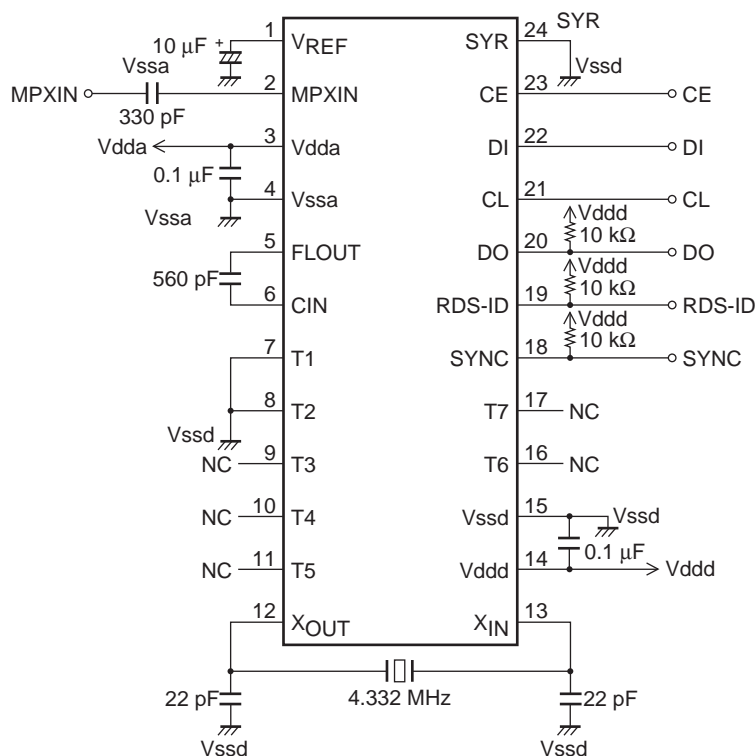 SYR
1 VREF SYR 24
10 µF + Vssd
Vssa
MPXIN 2 MPXIN CE 23 CE
330 pF
Vdda 3 Vdda DI 22 DI
0.1 µF
4 Vssa CL 21 CL
Vssa Vddd
10 kΩ
5 FLOUT DO 20 DO
560 pF Vddd
10 kΩ
6 CIN RDS-ID 19 RDS-ID
Vddd
10 kΩ
7 T1 SYNC 18 SYNC
8 T2 T7 17 NC
Vssd
NC 9 T3 T6 16 NC
NC 10 T4 Vssd 15 Vssd
0.1 µF
NC 11 T5 Vddd 14 Vddd
12 XOUT XIN 13
22 pF 4.332 MHz 22 pF
Vssd Vssd